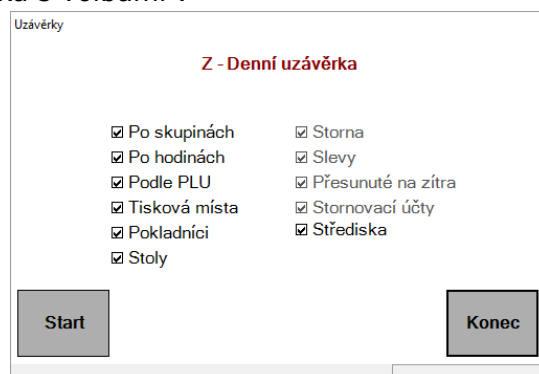 Uzávěrky
Z - Denní uzávěrka
Po skupinách
Po hodinách
Podle PLU
Tisková místa
Pokladníci
Stoly
Storna
Slevy
Přesunuté na zítra
Stornovací účty
Střediska
Start
Konec